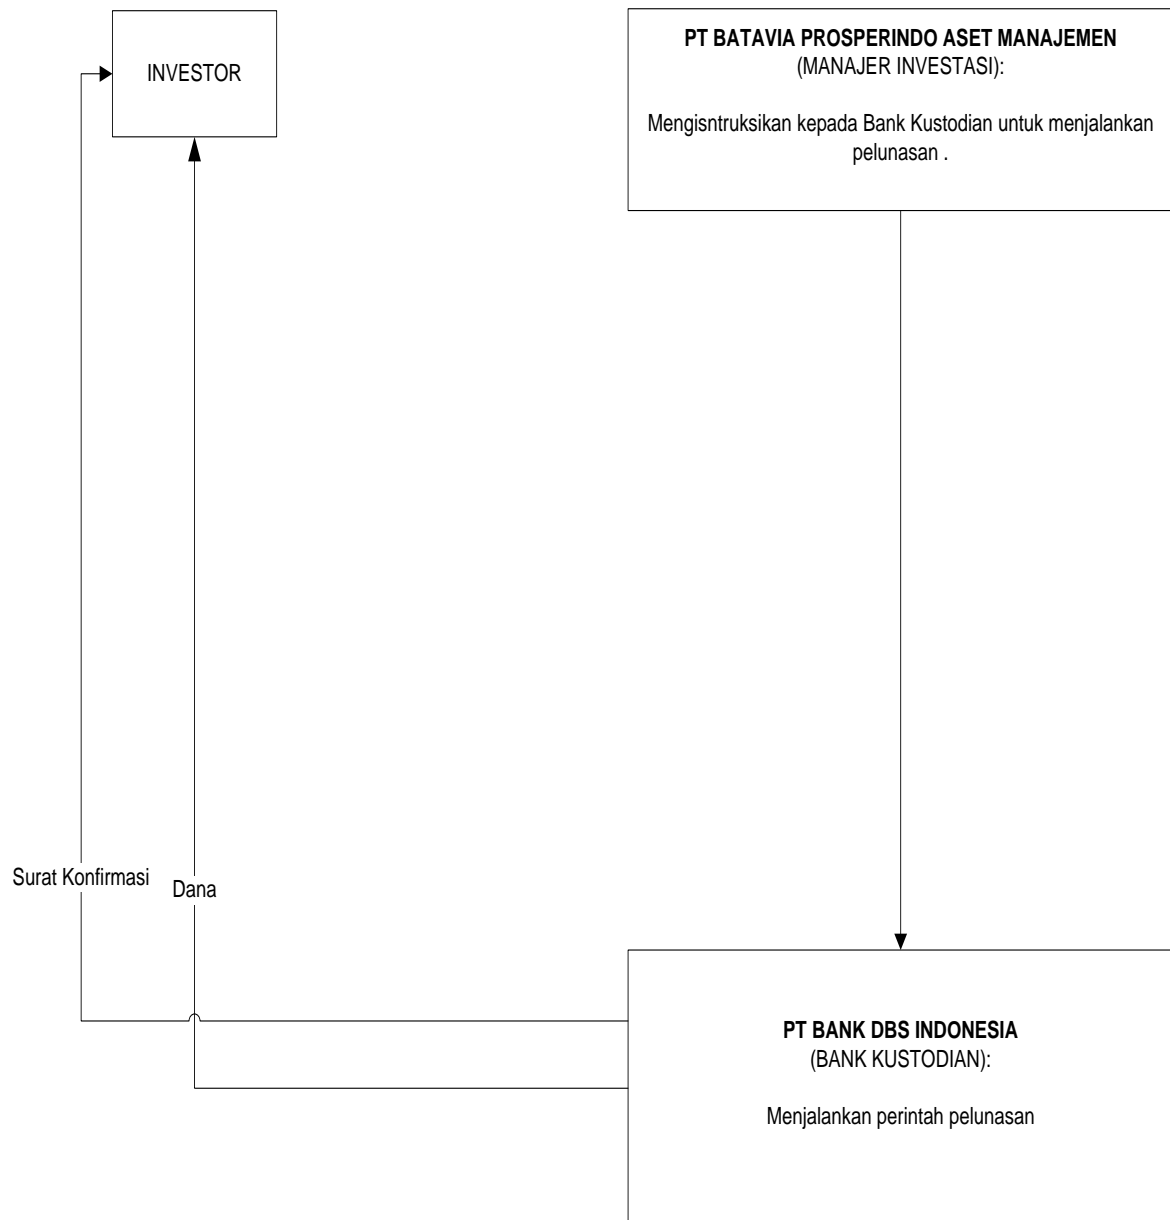 INVESTOR
PT BATAVIA PROSPERINDO ASET MANAJEMEN
(MANAJER INVESTASI):
Mengisntruksikan kepada Bank Kustodian untuk menjalankan
pelunasan .
Surat Konfirmasi
Dana
PT BANK DBS INDONESIA
(BANK KUSTODIAN):
Menjalankan perintah pelunasan